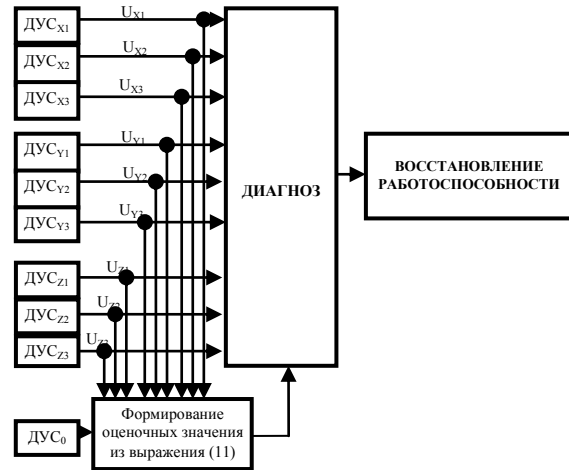 ДУСX1 UX1
ДУСX2 UX2
ДУСX3 UX3
ДУСY1 UY1
ДУСY2 UY2
ДУСY3 UY3
ДУСZ1 UZ1
ДУСZ2 UZ2
ДУСZ3 UZ3
ДИАГНОЗ
ВОССТАНОВЛЕНИЕ
РАБОТОСПОСОБНОСТИ
ДУС0
Формирование
оценочных значения
из выражения (11)